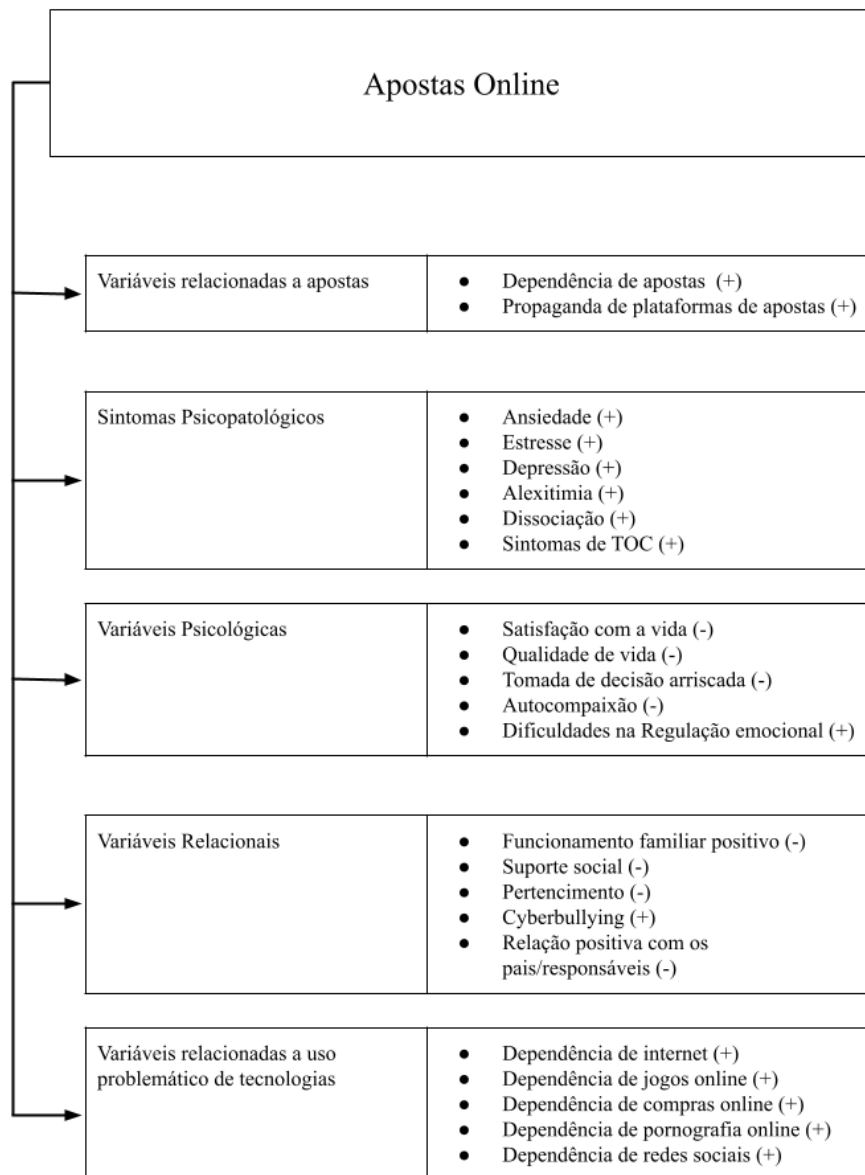 Apostas Online
Variáveis relacionadas a apostas
● Dependência de apostas (+)
● Propaganda de plataformas de apostas (+)
Sintomas Psicopatológicos
● Ansiedade (+)
● Estresse (+)
● Depressão (+)
● Alexitimia (+)
● Dissociação (+)
● Sintomas de TOC (+)
Variáveis Psicológicas
● Satisfação com a vida (-)
● Qualidade de vida (-)
● Tomada de decisão arriscada (-)
● Autocompaixão (-)
● Dificuldades na Regulação emocional (+)
Variáveis Relacionais
● Funcionamento familiar positivo (-)
● Suporte social (-)
● Pertencimento (-)
● Cyberbullying (+)
● Relação positiva com os
pais/responsáveis (-)
Variáveis relacionadas a uso
problemático de tecnologias
● Dependência de internet (+)
● Dependência de jogos online (+)
● Dependência de compras online (+)
● Dependência de pornografia online (+)
● Dependência de redes sociais (+)